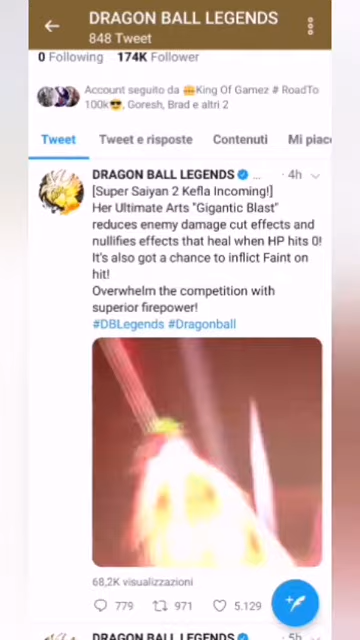 DRAGON BALL LEGENDS
848 Tweet
0 Following 174K Follower
Account seguito da 🍔King Of Gamez # RoadTo
100k😎, Goresh, Brad e altri 2
Tweet Tweet e risposte Contenuti Mi piac
DRAGON BALL LEGENDS ... · 4h
[Super Saiyan 2 Kefla Incoming!]
Her Ultimate Arts "Gigantic Blast"
reduces enemy damage cut effects and
nullifies effects that heal when HP hits 0!
It's also got a chance to inflict Faint on
hit!
Overwhelm the competition with
superior firepower!
#DBLegends #Dragonball
68,2K visualizzazioni
779 971 5.129
DRAGON BALL LEGENDS · 5h